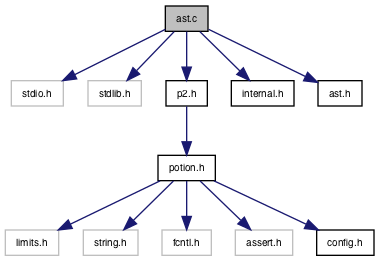 ast.c
stdio.h
stdlib.h
p2.h
internal.h
ast.h
potion.h
limits.h
string.h
fcntl.h
assert.h
config.h